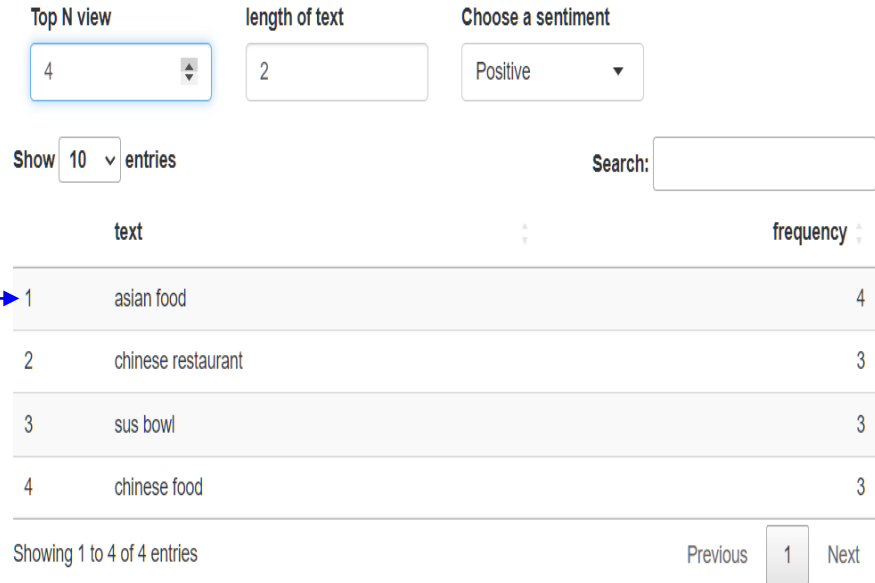 Top N view length of text Choose a sentiment
4 2 Positive
Show 10 entries Search:
text frequency
1 asian food 4
2 chinese restaurant 3
3 sus bowl 3
4 chinese food 3
Showing 1 to 4 of 4 entries Previous 1 Next